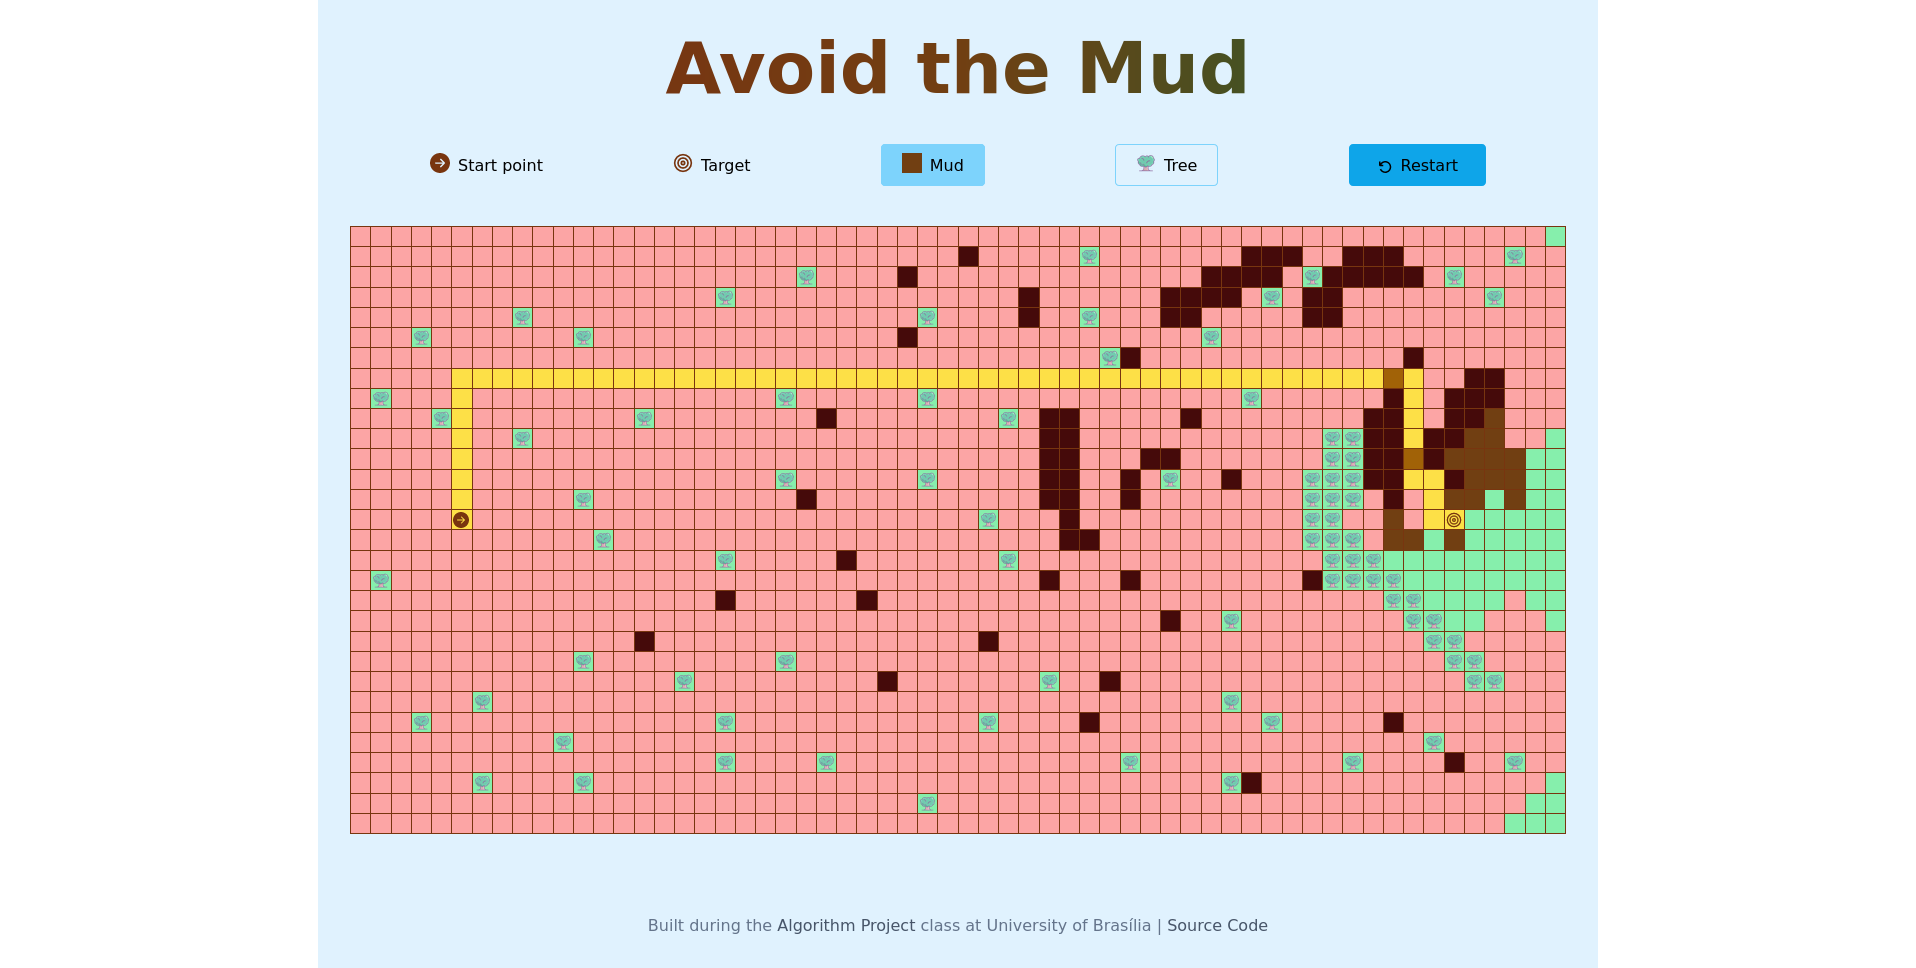 Avoid the Mud
Start point
Target
Mud
Tree
Restart
Built during the Algorithm Project class at University of Brasília | Source Code